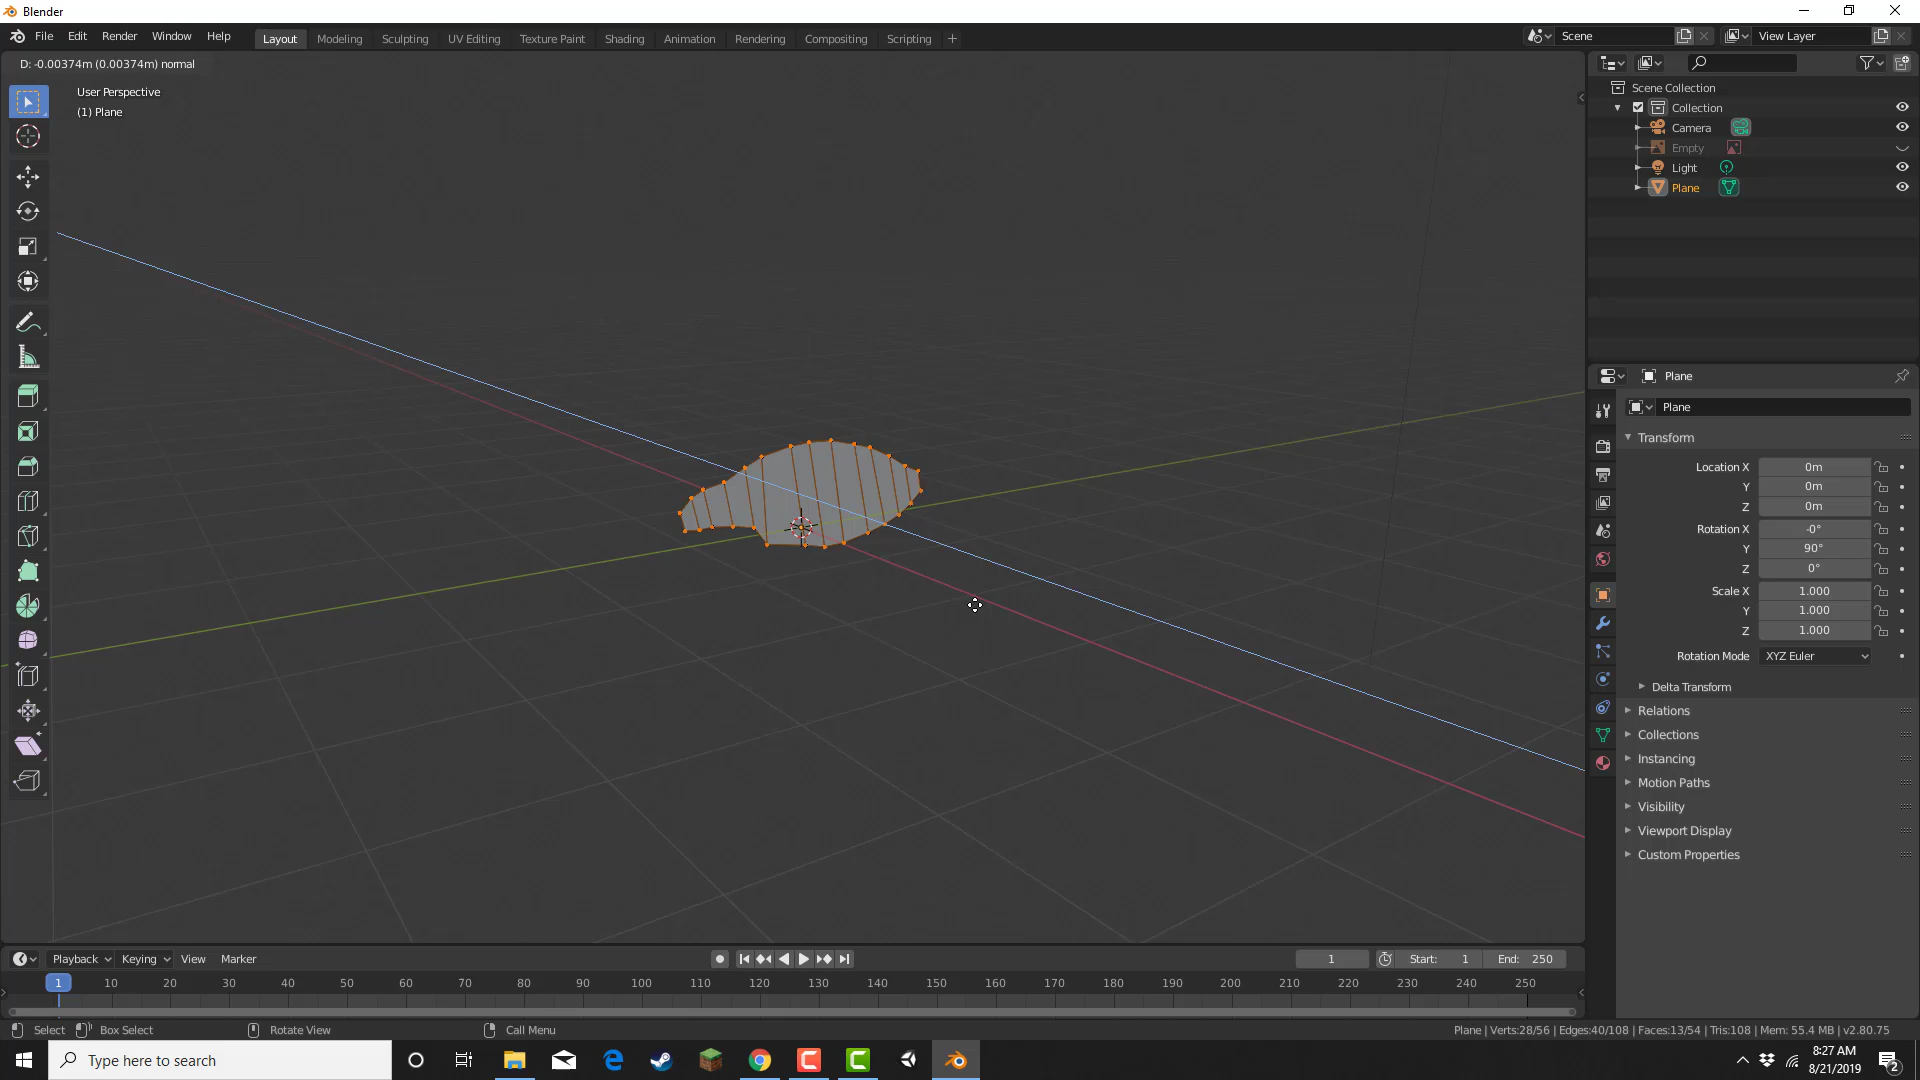 Blender
File Edit Render Window Help
Layout Modeling Sculpting UV Editing Texture Paint Shading Animation Rendering Compositing Scripting +
Scene
View Layer
D: -0.00374m (0.00374m) normal
User Perspective
(1) Plane
Scene Collection
Collection
Camera
Empty
Light
Plane
Plane
Plane
Transform
Location X 0m
Y 0m
Z 0m
Rotation X -0°
Y 90°
Z 0°
Scale X 1.000
Y 1.000
Z 1.000
Rotation Mode XYZ Euler
Delta Transform
Relations
Collections
Instancing
Motion Paths
Visibility
Viewport Display
Custom Properties
Playback Keying View Marker
1 Start: 1 End: 250
1 10 20 30 40 50 60 70 80 90 100 110 120 130 140 150 160 170 180 190 200 210 220 230 240 250
Select Box Select Rotate View Call Menu
Plane | Verts:28/56 | Edges:40/108 | Faces:13/54 | Tris:108 | Mem: 55.4 MB | v2.80.75
Type here to search
8:27 AM
8/21/2019
2